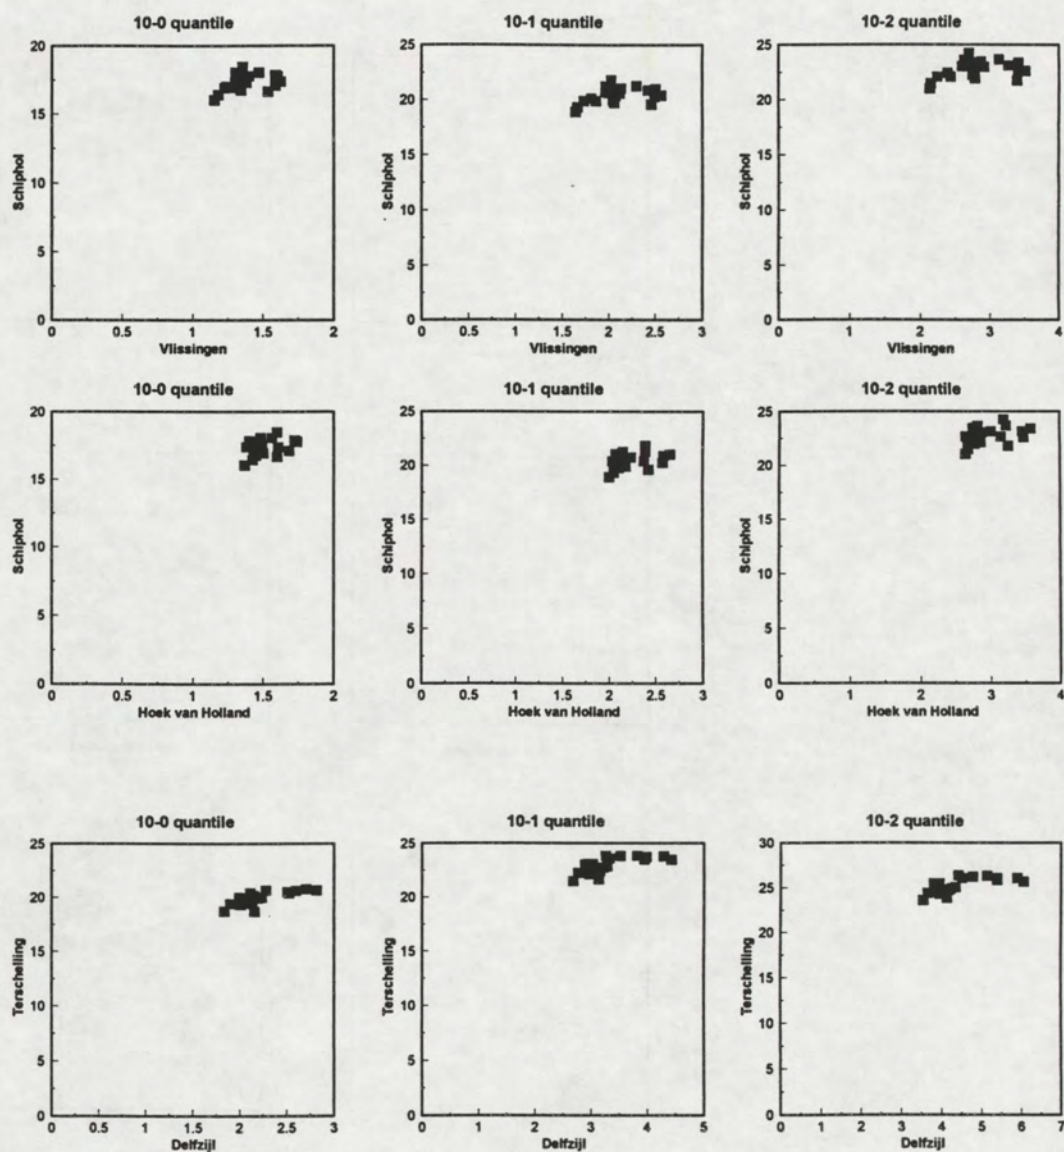 10-0 quantile
10-1 quantile
10-2 quantile
20
15
10
5
0
Schiphol
0 0.5 1 1.5 2
Vlissingen
25
20
15
10
5
0
Schiphol
0 0.5 1 1.5 2 2.5 3
Vlissingen
25
20
15
10
5
0
Schiphol
0 1 2 3 4
Vlissingen
10-0 quantile
10-1 quantile
10-2 quantile
20
15
10
5
0
Schiphol
0 0.5 1 1.5 2
Hoek van Holland
25
20
15
10
5
0
Schiphol
0 0.5 1 1.5 2 2.5 3
Hoek van Holland
25
20
15
10
5
0
Schiphol
0 1 2 3 4
Hoek van Holland
10-0 quantile
10-1 quantile
10-2 quantile
25
20
15
10
5
0
Terschelling
0 0.5 1 1.5 2 2.5 3
Delfzijl
25
20
15
10
5
0
Terschelling
0 1 2 3 4 5
Delfzijl
30
25
20
15
10
5
0
Terschelling
0 1 2 3 4 5 6 7
Delfzijl